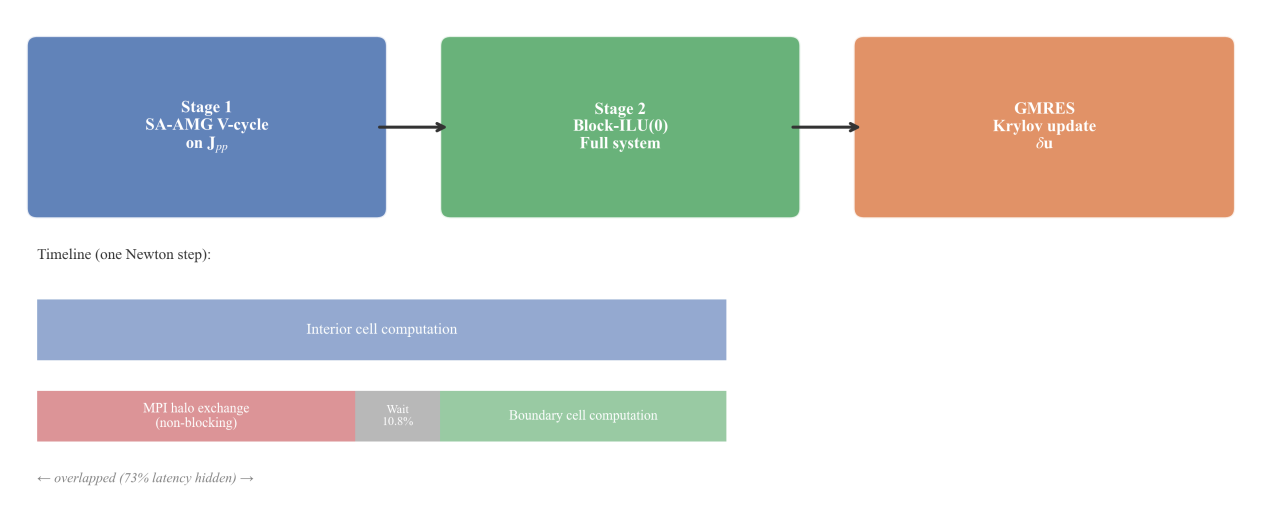 Stage 1
SA-AMG V-cycle
on J_pp
Stage 2
Block-ILU(0)
Full system
GMRES
Krylov update
δu
Timeline (one Newton step):
Interior cell computation
MPI halo exchange
(non-blocking)
Wait
10.8%
Boundary cell computation
← overlapped (73% latency hidden) →